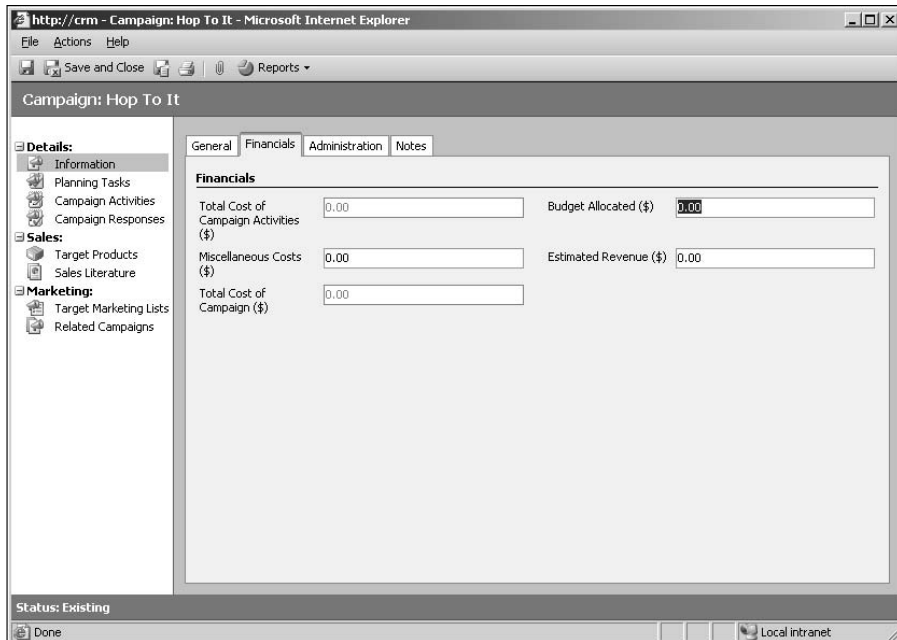 http://crm - Campaign: Hop To It - Microsoft Internet Explorer
File Actions Help
Save and Close Reports
Campaign: Hop To It
Details:
Information
Planning Tasks
Campaign Activities
Campaign Responses
Sales:
Target Products
Sales Literature
Marketing:
Target Marketing Lists
Related Campaigns
General Financials Administration Notes
Financials
Total Cost of
Campaign Activities
($)
0.00
Budget Allocated ($) 0.00
Miscellaneous Costs
($)
0.00
Estimated Revenue ($) 0.00
Total Cost of
Campaign ($)
0.00
Status: Existing
Done
Local intranet